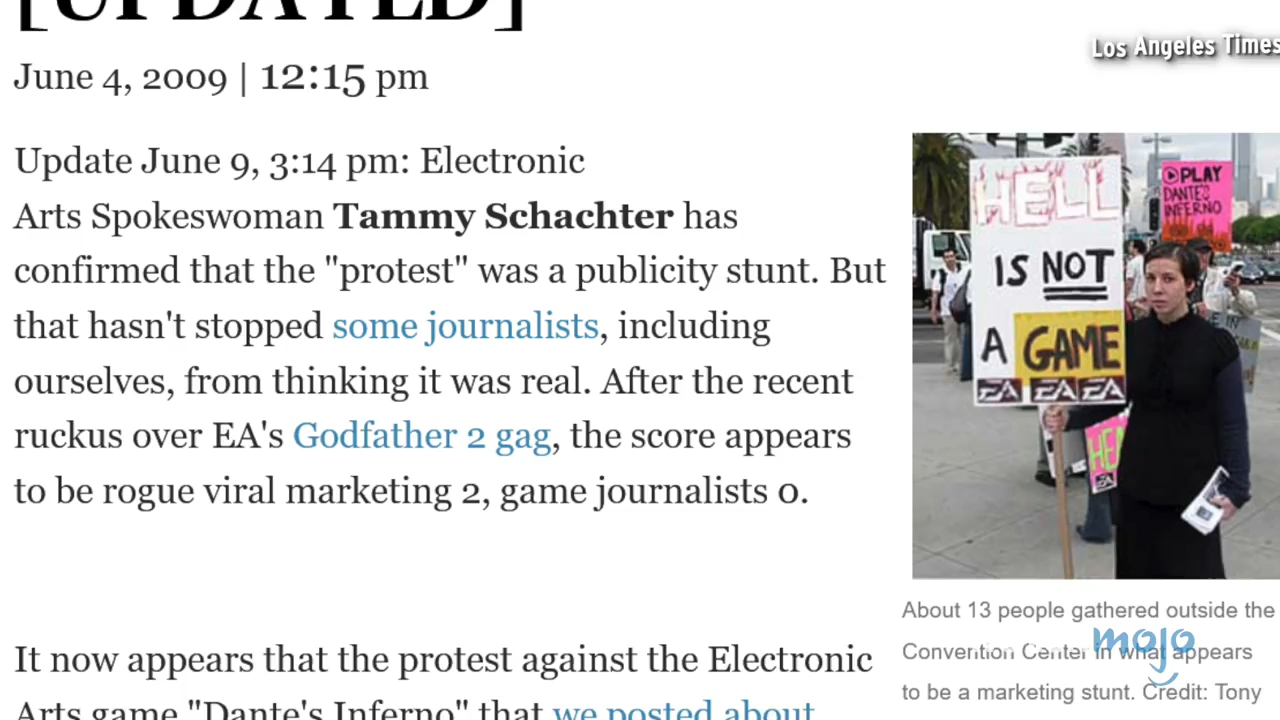 [UPDATED]
Los Angeles Times
June 4, 2009 | 12:15 pm
Update June 9, 3:14 pm: Electronic
Arts Spokeswoman Tammy Schachter has
confirmed that the "protest" was a publicity stunt. But
that hasn't stopped some journalists, including
ourselves, from thinking it was real. After the recent
ruckus over EA's Godfather 2 gag, the score appears
to be rogue viral marketing 2, game journalists 0.
It now appears that the protest against the Electronic
Arts game "Dante's Inferno" that we posted about
HELL
IS NOT
A GAME
EA EA EA
PLAY
DANTE'S
INFERNO
EA
About 13 people gathered outside the
Convention Center in what appears
to be a marketing stunt. Credit: Tony
mojo